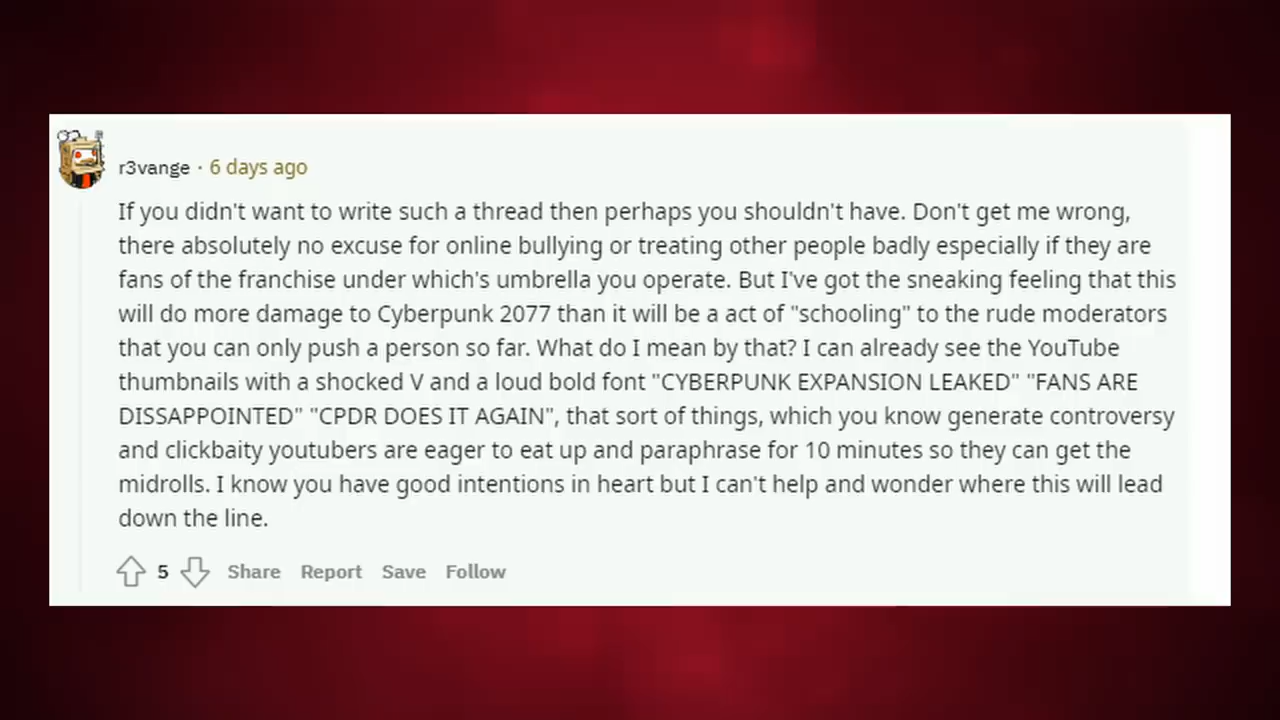 r3vange · 6 days ago
If you didn't want to write such a thread then perhaps you shouldn't have. Don't get me wrong,
there absolutely no excuse for online bullying or treating other people badly especially if they are
fans of the franchise under which's umbrella you operate. But I've got the sneaking feeling that this
will do more damage to Cyberpunk 2077 than it will be a act of "schooling" to the rude moderators
that you can only push a person so far. What do I mean by that? I can already see the YouTube
thumbnails with a shocked V and a loud bold font "CYBERPUNK EXPANSION LEAKED" "FANS ARE
DISSAPPOINTED" "CPDR DOES IT AGAIN", that sort of things, which you know generate controversy
and clickbaity youtubers are eager to eat up and paraphrase for 10 minutes so they can get the
midrolls. I know you have good intentions in heart but I can't help and wonder where this will lead
down the line.
5 Share Report Save Follow